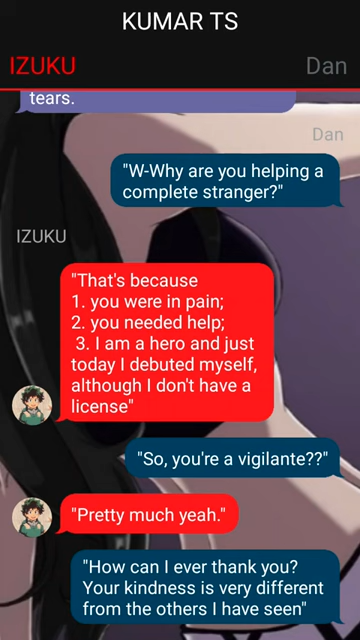 KUMAR TS
IZUKU
Dan
tears.
Dan
"W-Why are you helping a
complete stranger?"
IZUKU
"That's because
1. you were in pain;
2. you needed help;
3. I am a hero and just
today I debuted myself,
although I don't have a
license"
"So, you're a vigilante??"
"Pretty much yeah."
"How can I ever thank you?
Your kindness is very different
from the others I have seen"